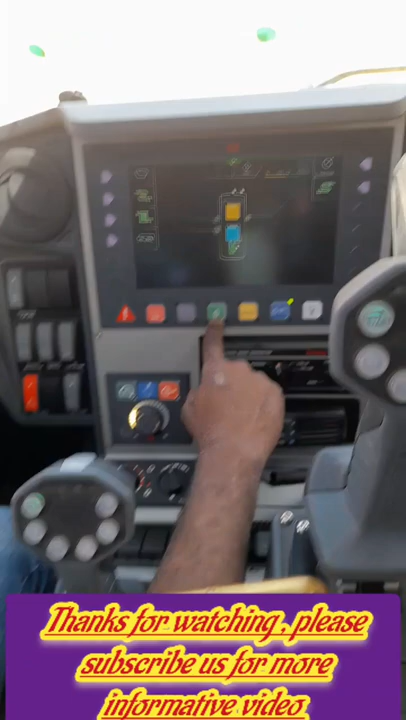 Thanks for watching , please
subscribe us for more
informative video